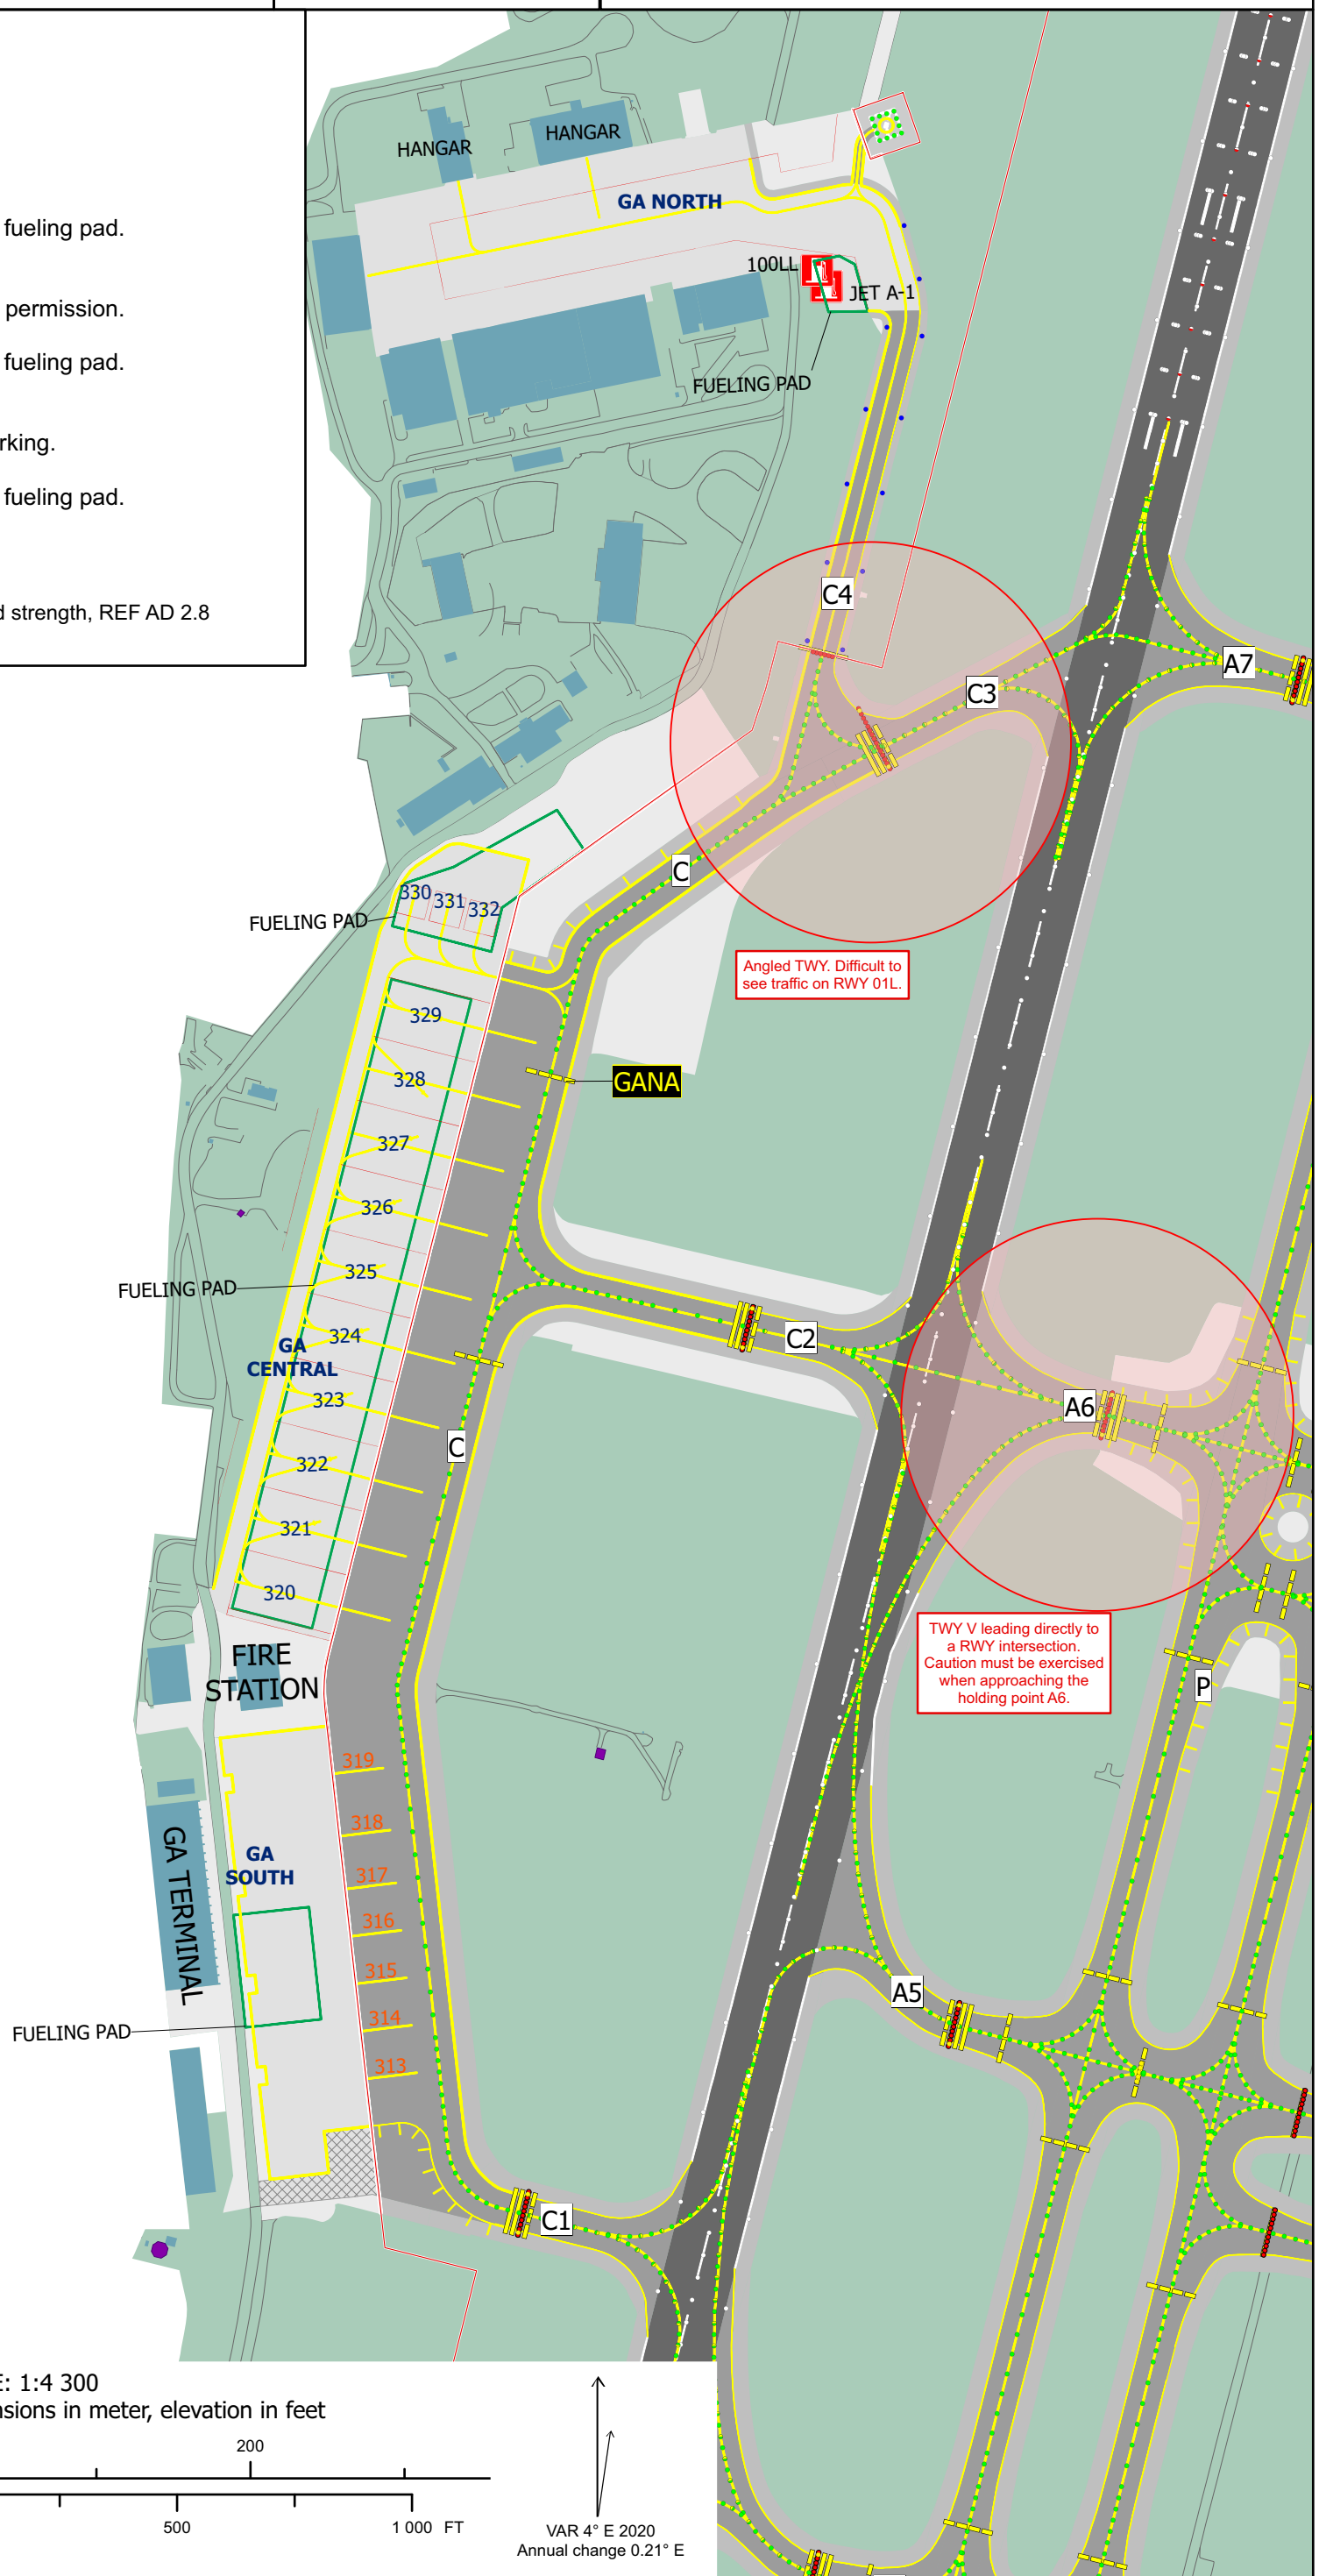 fueling pad.
permission.
fueling pad.
rking.
fueling pad.
d strength, REF AD 2.8
HANGAR
HANGAR
GA NORTH
100LL
JET A-1
FUELING PAD
C4
A7
C3
C
330
331
332
FUELING PAD
Angled TWY. Difficult to
see traffic on RWY 01L.
329
GANA
328
327
326
325
FUELING PAD
324
GA
CENTRAL
C2
323
A6
C
322
321
320
TWY V leading directly to
a RWY intersection.
Caution must be exercised
when approaching the
holding point A6.
FIRE
STATION
P
319
318
GA TERMINAL
GA
SOUTH
317
316
315
A5
314
FUELING PAD
313
C1
E: 1:4 300
nsions in meter, elevation in feet
200
500
1 000 FT
VAR 4° E 2020
Annual change 0.21° E